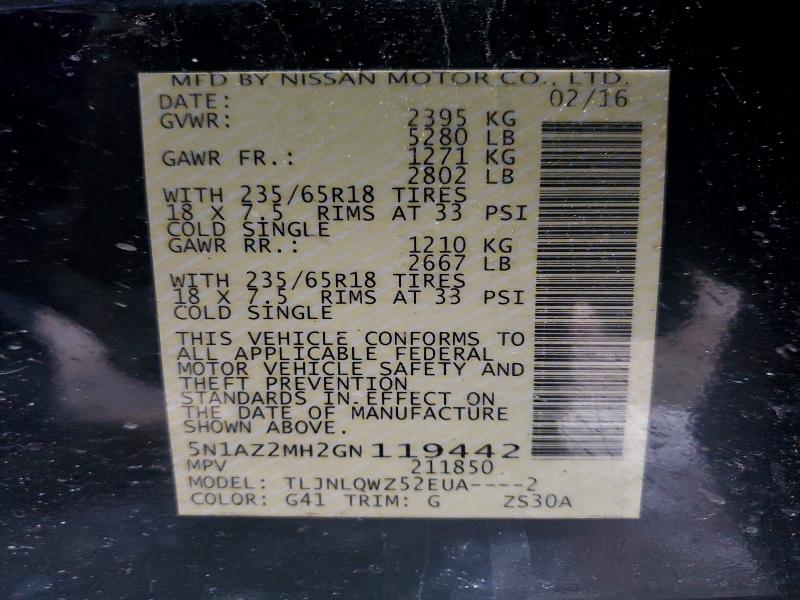 MFD BY NISSAN MOTOR CO., LTD.
DATE: 02/16
GVWR: 2395 KG
5280 LB
GAWR FR.: 1271 KG
2802 LB
WITH 235/65R18 TIRES
18 X 7.5 RIMS AT 33 PSI
COLD SINGLE
GAWR RR.: 1210 KG
2667 LB
WITH 235/65R18 TIRES
18 X 7.5 RIMS AT 33 PSI
COLD SINGLE
THIS VEHICLE CONFORMS TO
ALL APPLICABLE FEDERAL
MOTOR VEHICLE SAFETY AND
THEFT PREVENTION
STANDARDS IN EFFECT ON
THE DATE OF MANUFACTURE
SHOWN ABOVE.
5N1AZ2MH2GN119442
MPV 211850
MODEL: TLJNLQWZ52EUA----2
COLOR: G41 TRIM: G ZS30A